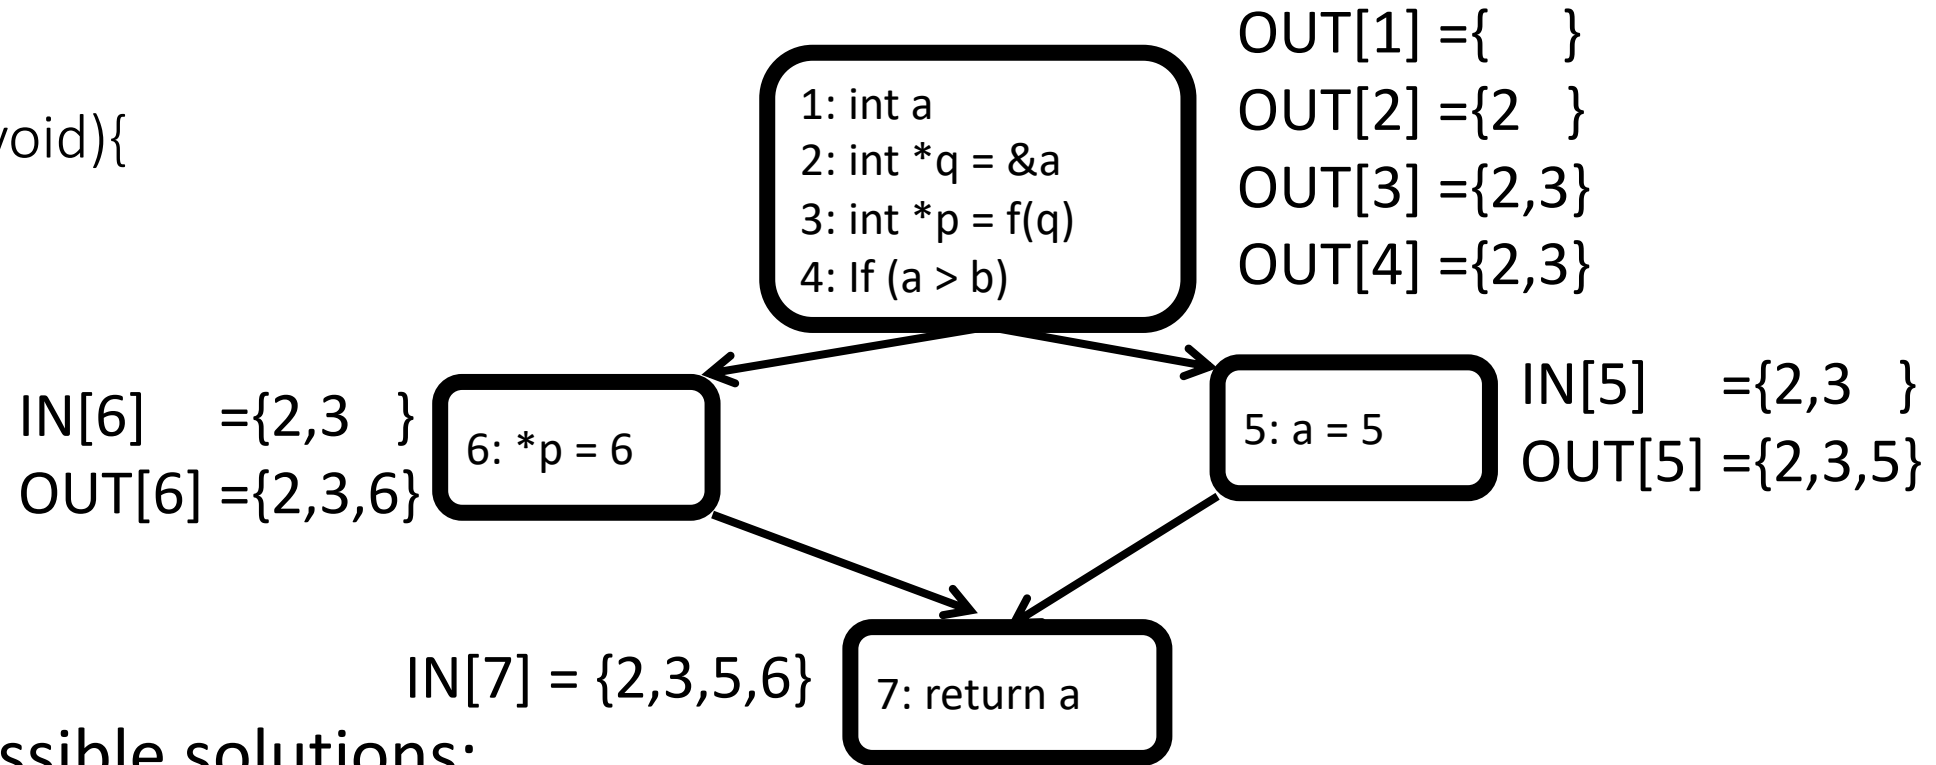 OUT[1] ={ }
1: int a
OUT[2] ={2 }
void){
2: int *q = &a
OUT[3] ={2,3}
3: int *p = f(q)
OUT[4] ={2,3}
4: If (a > b)
IN[6] ={2,3 }
OUT[6] ={2,3,6}
6: *p = 6
5: a = 5
IN[5] ={2,3 }
OUT[5] ={2,3,5}
IN[7] = {2,3,5,6}
7: return a
solutions: